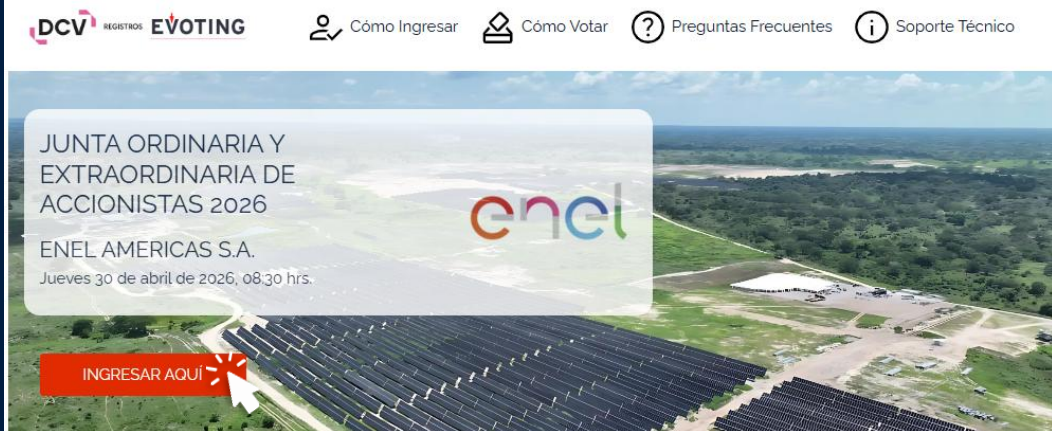 DCV REGISTROS EVOTING
Cómo Ingresar
Cómo Votar
Preguntas Frecuentes
Soporte Técnico
JUNTA ORDINARIA Y
EXTRAORDINARIA DE
ACCIONISTAS 2026
enel
ENEL AMERICAS S.A.
Jueves 30 de abril de 2026, 08:30 hrs.
INGRESAR AQUÍ